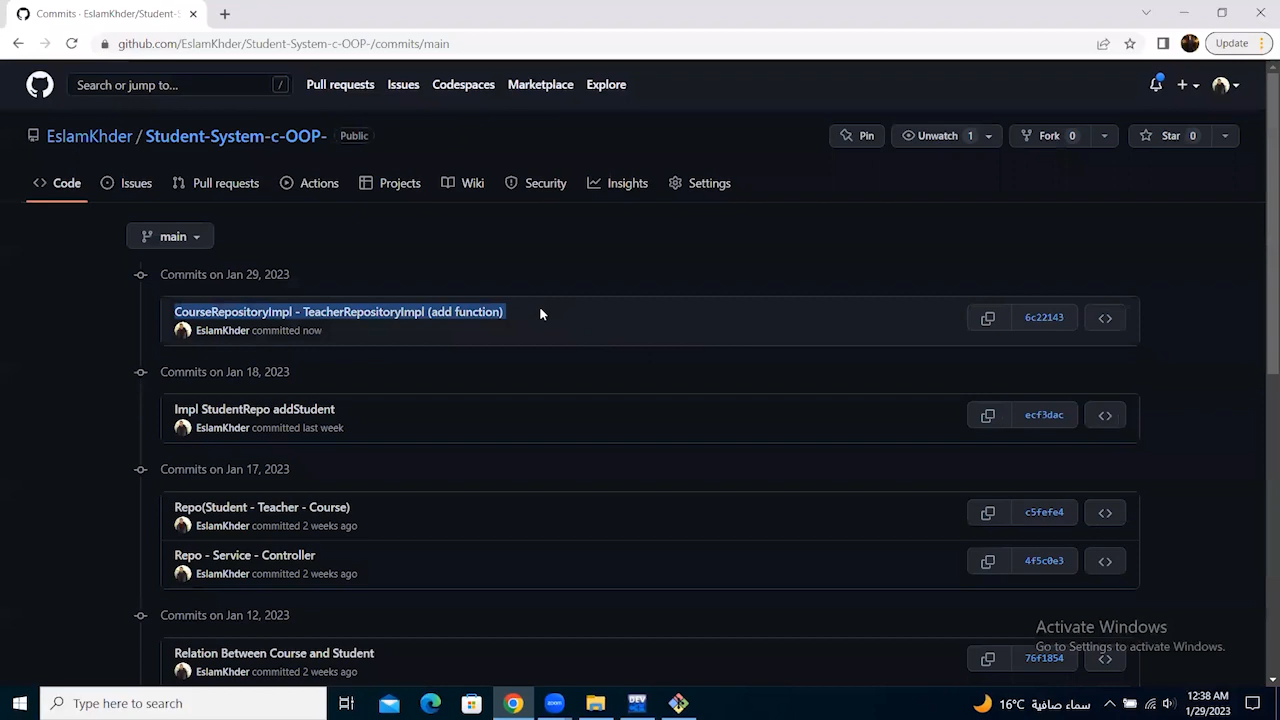 Commits · EslamKhder/Student-S
github.com/EslamKhder/Student-System-c-OOP-/commits/main
Update
Search or jump to...
/
Pull requests
Issues
Codespaces
Marketplace
Explore
EslamKhder / Student-System-c-OOP-
Public
Pin
Unwatch 1
Fork 0
Star 0
Code
Issues
Pull requests
Actions
Projects
Wiki
Security
Insights
Settings
main
Commits on Jan 29, 2023
CourseRepositoryImpl - TeacherRepositoryImpl (add function)
EslamKhder committed now
6c22143
Commits on Jan 18, 2023
Impl StudentRepo addStudent
EslamKhder committed last week
ecf3dac
Commits on Jan 17, 2023
Repo(Student - Teacher - Course)
EslamKhder committed 2 weeks ago
c5fefe4
Repo - Service - Controller
EslamKhder committed 2 weeks ago
4f5c0e3
Commits on Jan 12, 2023
Relation Between Course and Student
EslamKhder committed 2 weeks ago
76f1854
Activate Windows
Go to Settings to activate Windows.
Type here to search
zoom
DEV
16°C سماء صافية
12:38 AM
1/29/2023